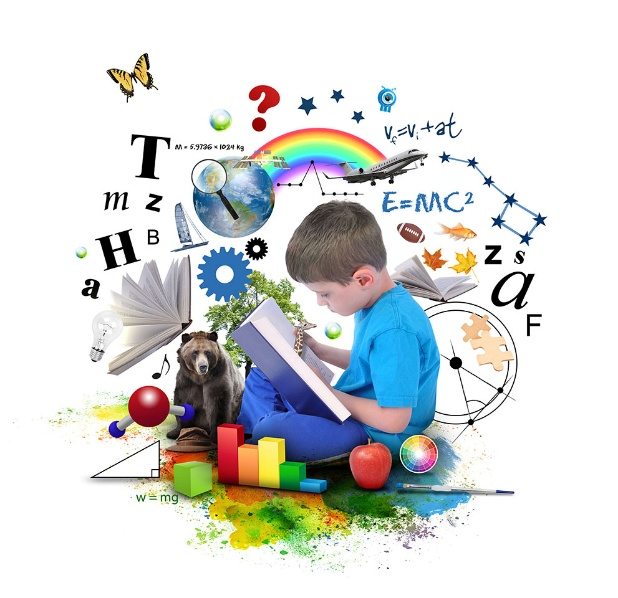 ?
T
M = 5.9736 × 1024 kg
v_f=v_i+at
m
z
E=MC²
H
B
z
s
a
a
F
w = mg